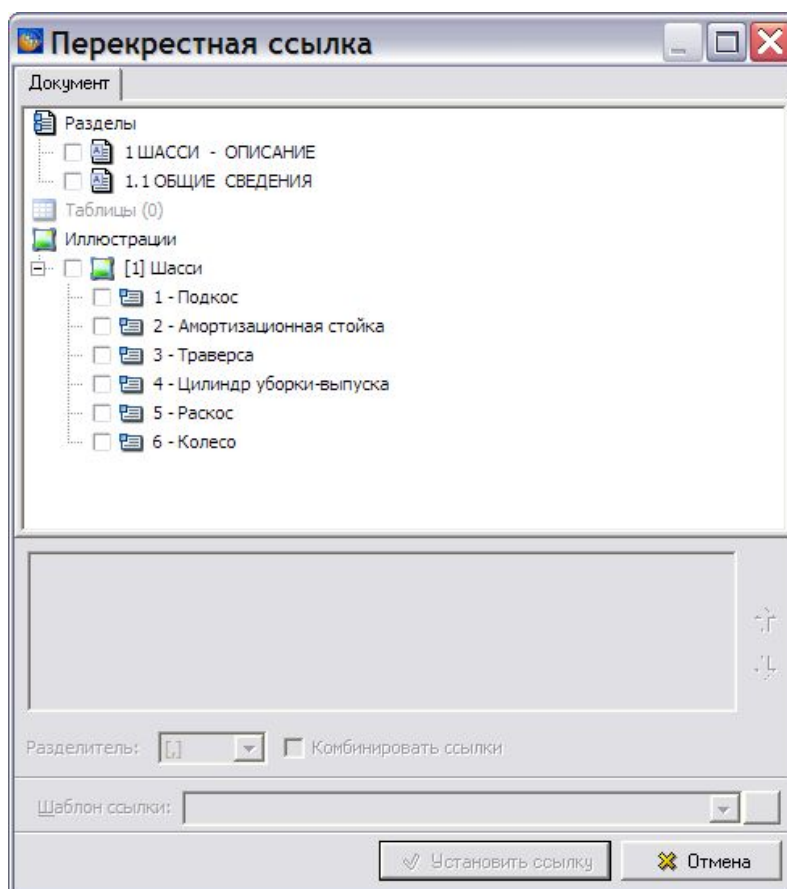 Перекрестная ссылка
Документ
Разделы
1 ШАССИ - ОПИСАНИЕ
1.1 ОБЩИЕ СВЕДЕНИЯ
Таблицы (0)
Иллюстрации
[1] Шасси
1 - Подкос
2 - Амортизационная стойка
3 - Траверса
4 - Цилиндр уборки-выпуска
5 - Раскос
6 - Колесо
Разделитель: [,] Комбинировать ссылки
Шаблон ссылки:
Установить ссылку Отмена